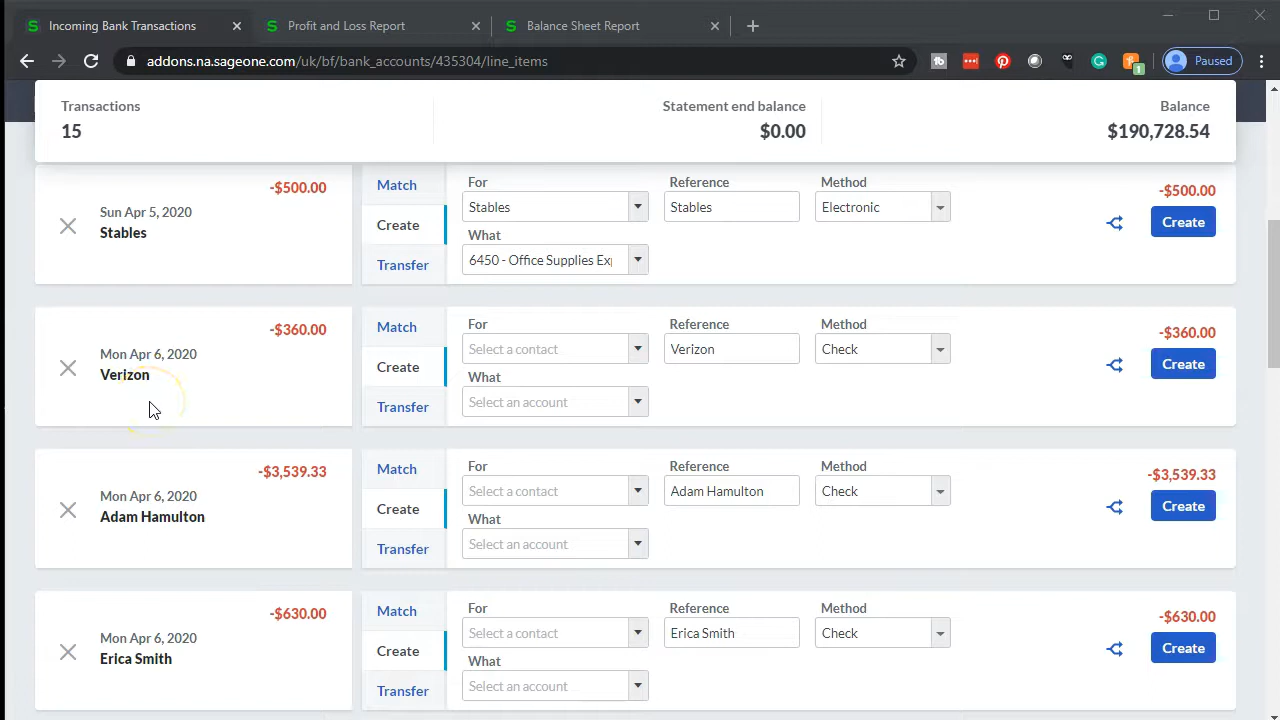 Incoming Bank Transactions
Profit and Loss Report
Balance Sheet Report
addons.na.sageone.com/uk/bf/bank_accounts/435304/line_items
1
Paused
Transactions
15
Statement end balance
$0.00
Balance
$190,728.54
-$500.00
Sun Apr 5, 2020
Stables
Match
Create
Transfer
For
Stables
Reference
Stables
Method
Electronic
What
6450 - Office Supplies Exp
-$500.00
Create
-$360.00
Mon Apr 6, 2020
Verizon
Match
Create
Transfer
For
Select a contact
Reference
Verizon
Method
Check
What
Select an account
-$360.00
Create
-$3,539.33
Mon Apr 6, 2020
Adam Hamulton
Match
Create
Transfer
For
Select a contact
Reference
Adam Hamulton
Method
Check
What
Select an account
-$3,539.33
Create
-$630.00
Mon Apr 6, 2020
Erica Smith
Match
Create
Transfer
For
Select a contact
Reference
Erica Smith
Method
Check
What
Select an account
-$630.00
Create